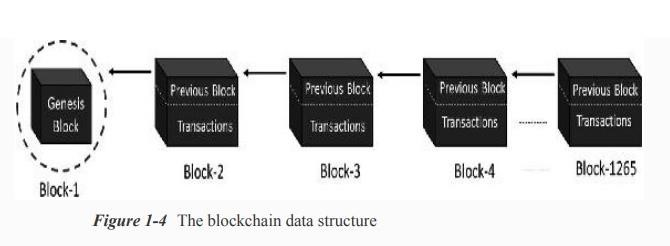 Genesis
Block
Previous Block
Transactions
Previous Block
Transactions
Previous Block
Transactions
Previous Block
Transactions
Block-1
Block-2
Block-3
Block-4
Block-1265
Figure 1-4 The blockchain data structure